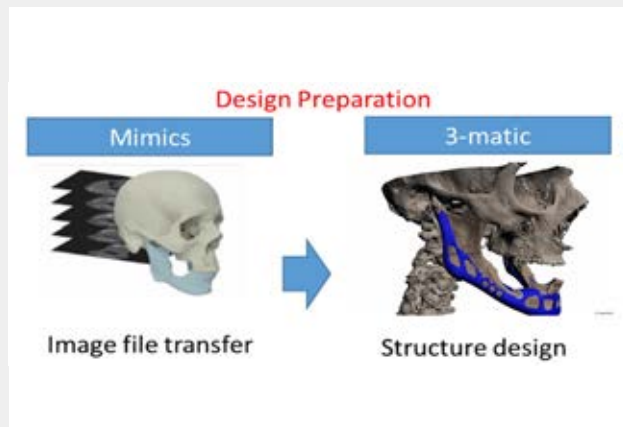 Design Preparation
Mimics
3-matic
Image file transfer
Structure design